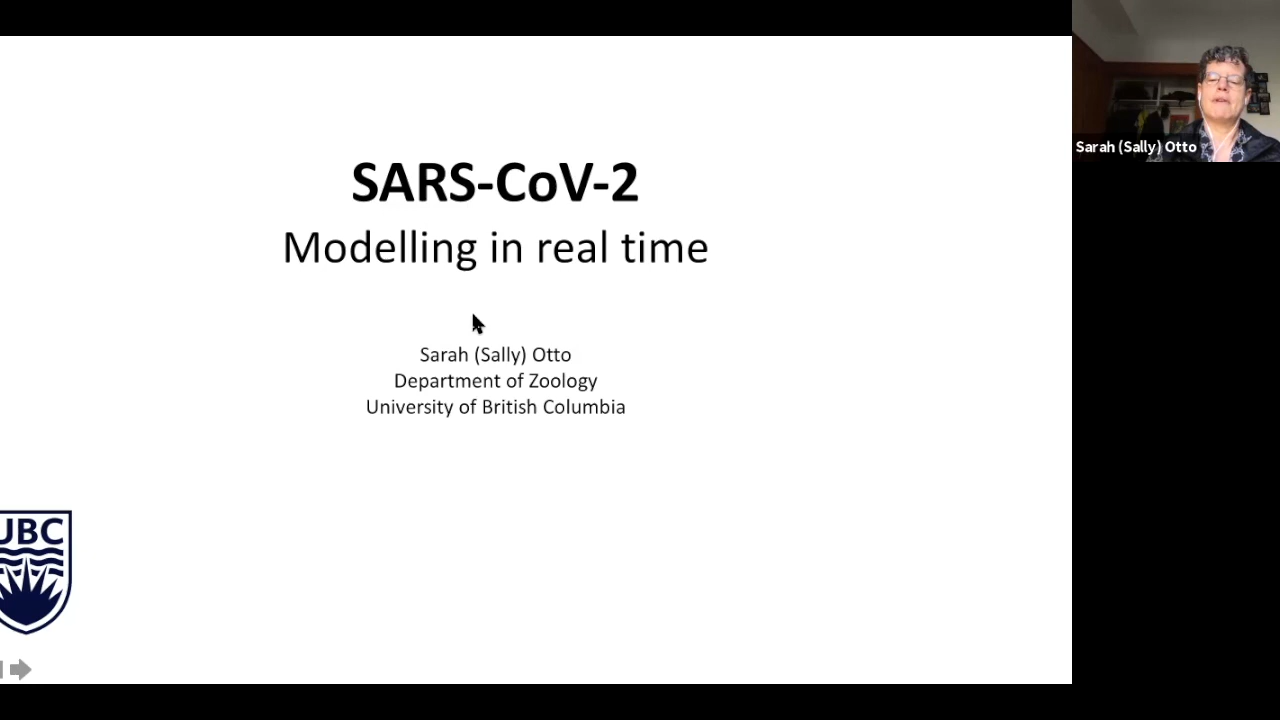 SARS-CoV-2
Modelling in real time
Sarah (Sally) Otto
Department of Zoology
University of British Columbia
UBC
Sarah (Sally) Otto